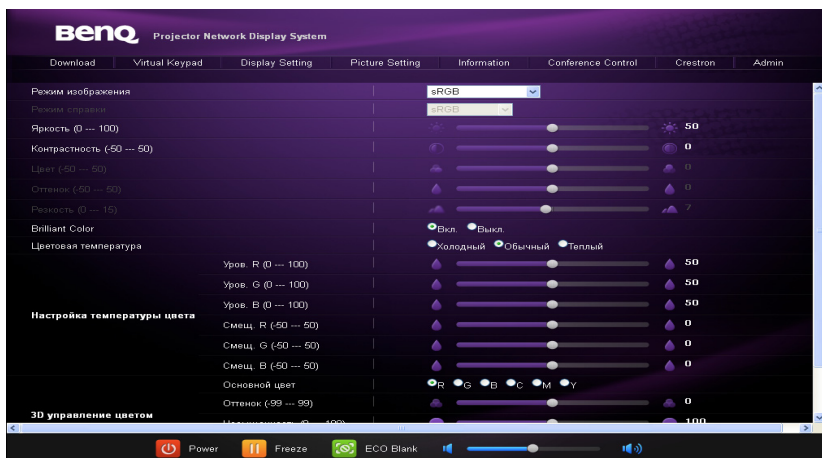 BenQ Projector Network Display System
Download Virtual Keypad Display Setting Picture Setting Information Conference Control Crestron Admin
Режим изображения sRGB
Режим справки sRGB
Яркость (0 --- 100) 50
Контрастность (-50 --- 50) 0
Цвет (-50 --- 50) 0
Оттенок (-50 --- 50) 0
Резкость (0 --- 15) 7
Brilliant Color Вкл. Выкл.
Цветовая температура Холодный Обычный Теплый
Настройка температуры цвета
Уров. R (0 --- 100) 50
Уров. G (0 --- 100) 50
Уров. B (0 --- 100) 50
Смещ. R (-50 --- 50) 0
Смещ. G (-50 --- 50) 0
Смещ. B (-50 --- 50) 0
3D управление цветом
Основной цвет R G B C M Y
Оттенок (-99 --- 99) 0
100
Power Freeze ECO Blank